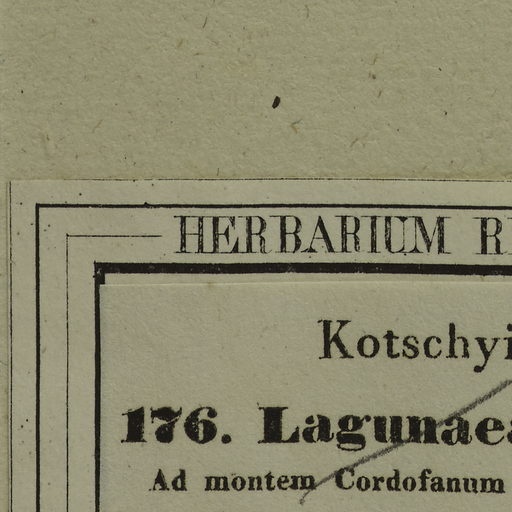 HERBARIUM R
Kotschyi
176. Lagunaea
Ad montem Cordofanum